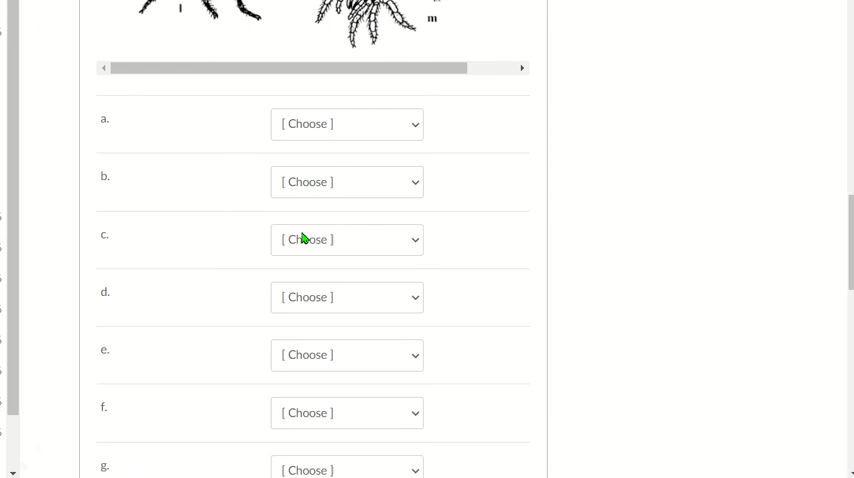 l
m
a. [ Choose ]
b. [ Choose ]
c. [ Choose ]
d. [ Choose ]
e. [ Choose ]
f. [ Choose ]
g. [ Choose ]